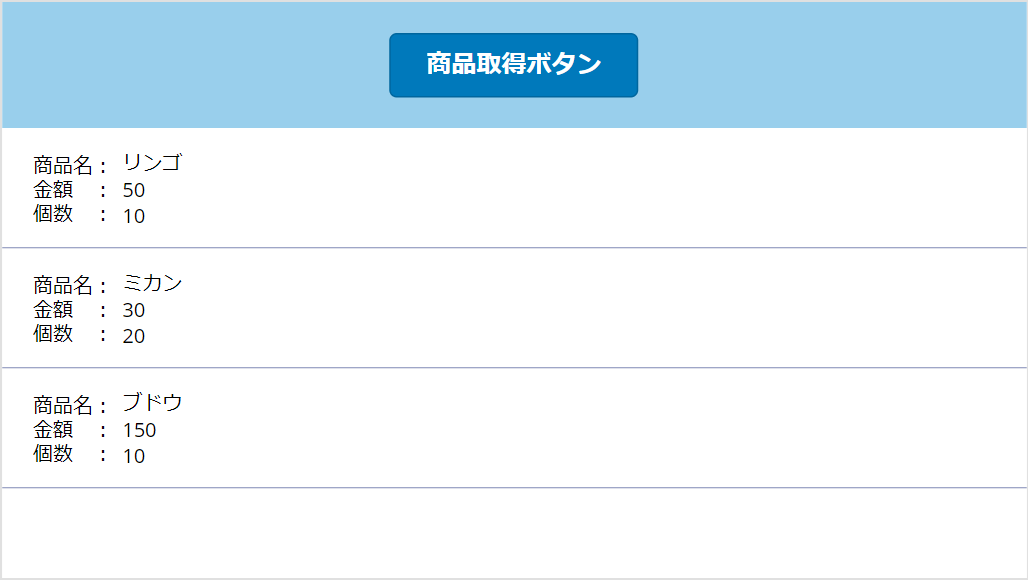 商品取得ボタン
商品名： リンゴ
金額　： 50
個数　： 10
商品名： ミカン
金額　： 30
個数　： 20
商品名： ブドウ
金額　： 150
個数　： 10